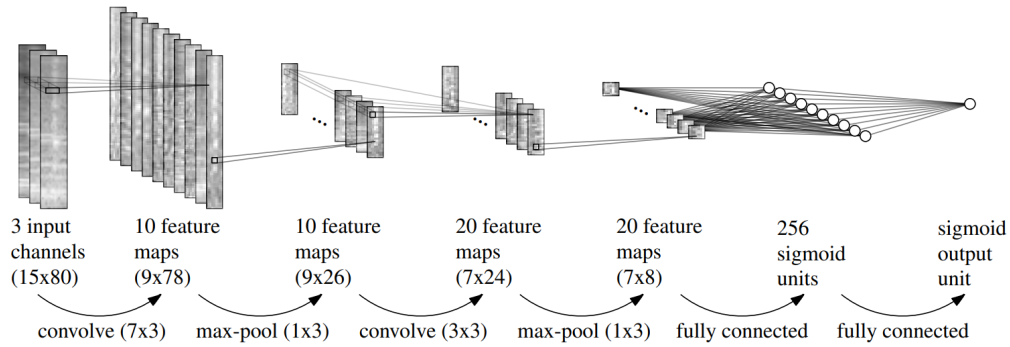 3 input
channels
(15x80)
10 feature
maps
(9x78)
10 feature
maps
(9x26)
20 feature
maps
(7x24)
20 feature
maps
(7x8)
256
sigmoid
units
sigmoid
output
unit
convolve (7x3)
max-pool (1x3)
convolve (3x3)
max-pool (1x3)
fully connected
fully connected